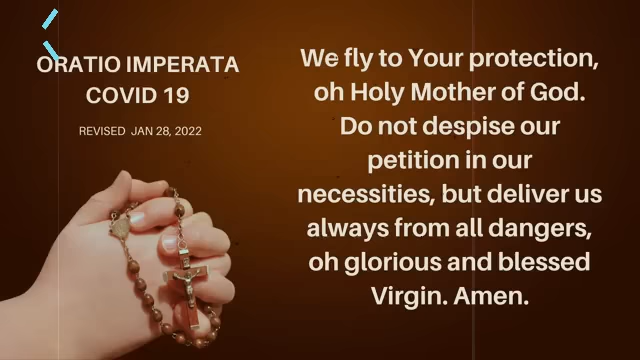 ORATIO IMPERATA
COVID 19
REVISED JAN 28, 2022
We fly to Your protection,
oh Holy Mother of God.
Do not despise our
petition in our
necessities, but deliver us
always from all dangers,
oh glorious and blessed
Virgin. Amen.